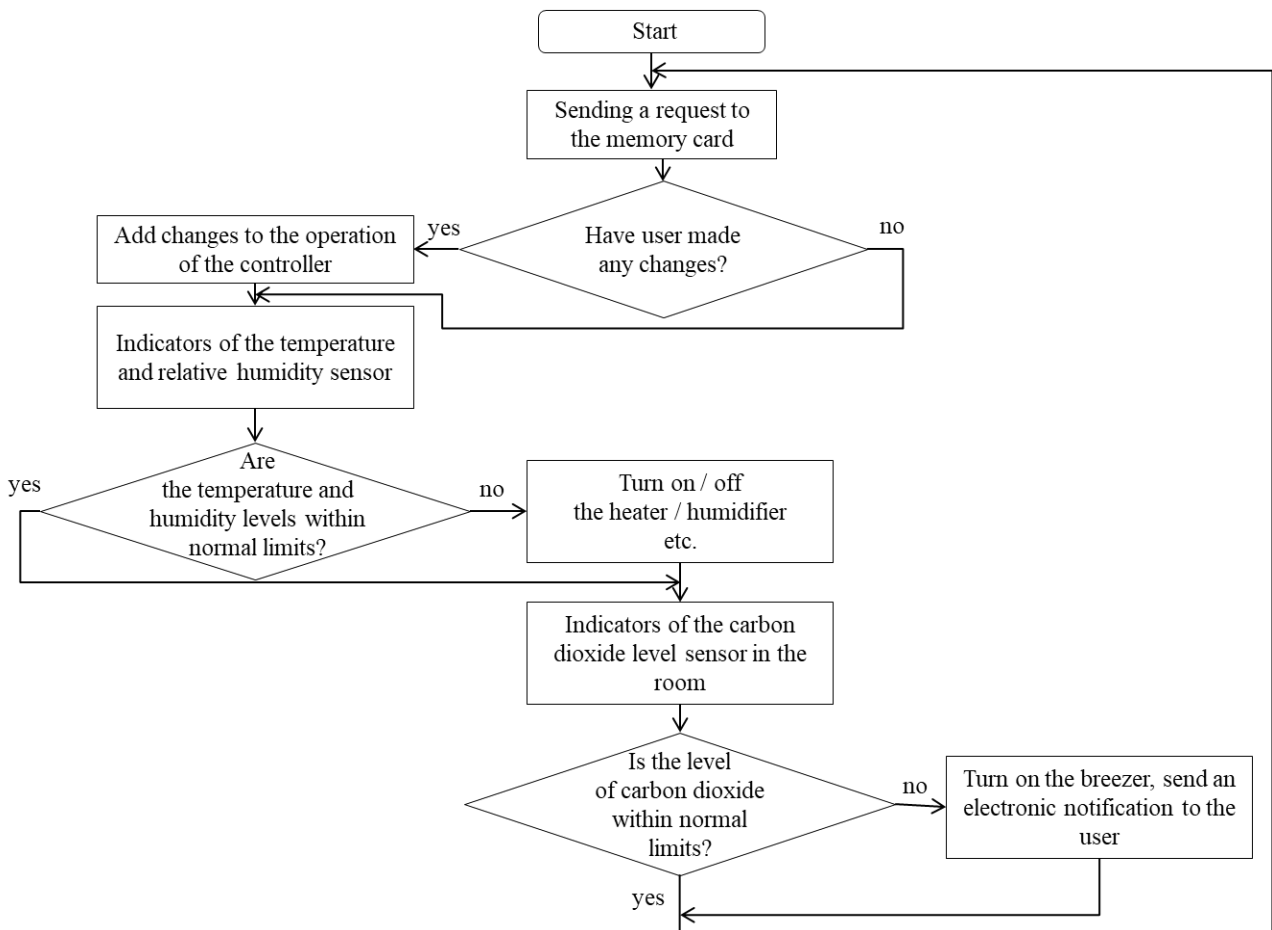 Start
Sending a request to
the memory card
Have user made
any changes?
yes
no
Add changes to the operation
of the controller
Indicators of the temperature
and relative humidity sensor
Are
the temperature and
humidity levels within
normal limits?
yes
no
Turn on / off
the heater / humidifier
etc.
Indicators of the carbon
dioxide level sensor in the
room
Is the level
of carbon dioxide
within normal
limits?
no
Turn on the breezer, send an
electronic notification to the
user
yes